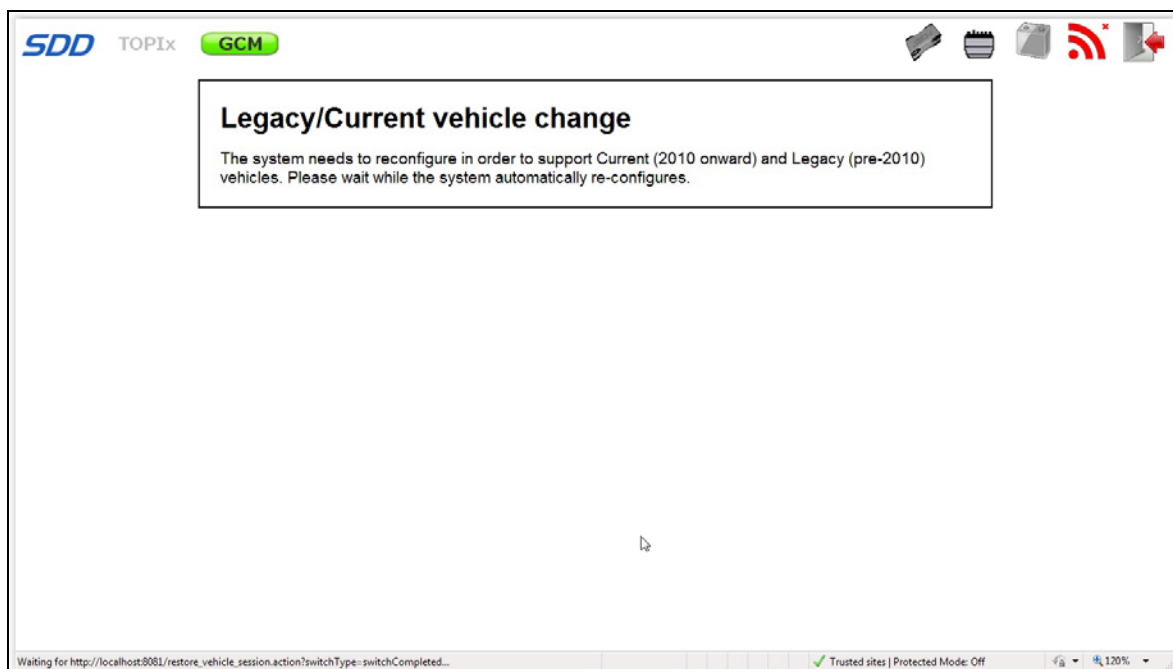 SDD TOPIx GCM
Legacy/Current vehicle change
The system needs to reconfigure in order to support Current (2010 onward) and Legacy (pre-2010)
vehicles. Please wait while the system automatically re-configures.
Waiting for http://localhost:8081/restore_vehicle_session.action?switchType=switchCompleted... Trusted sites | Protected Mode: Off 120%